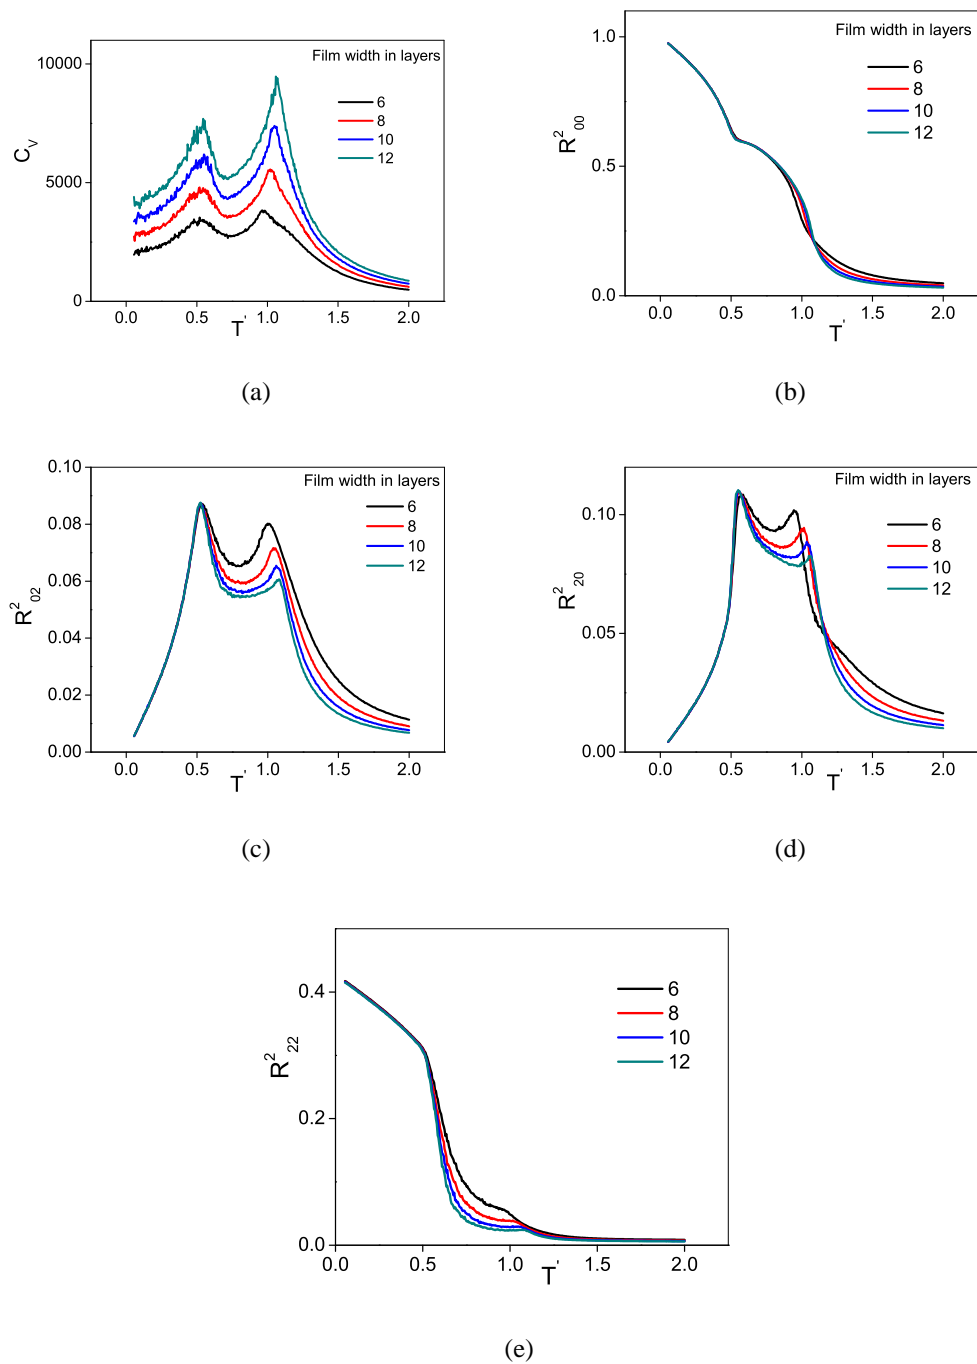 Film width in layers
10000
5000
0
C_V
6
8
10
12
0.0 0.5 1.0 1.5 2.0
T'
(a)
Film width in layers
1.0
0.5
0.0
R²₀₀
6
8
10
12
0.0 0.5 1.0 1.5 2.0
T'
(b)
Film width in layers
0.10
0.08
0.06
0.04
0.02
0.00
R²₀₂
6
8
10
12
0.0 0.5 1.0 1.5 2.0
T'
(c)
Film width in layers
0.10
0.05
0.00
R²₂₀
6
8
10
12
0.0 0.5 1.0 1.5 2.0
T'
(d)
0.4
0.2
0.0
R²₂₂
6
8
10
12
0.0 0.5 1.0 1.5 2.0
T'
(e)